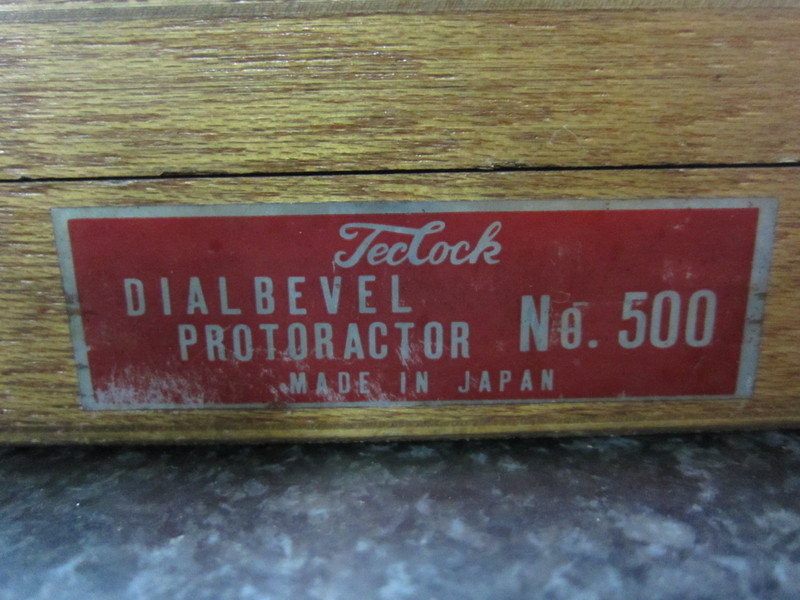 Teclock
DIALBEVEL
PROTORACTOR No. 500
MADE IN JAPAN